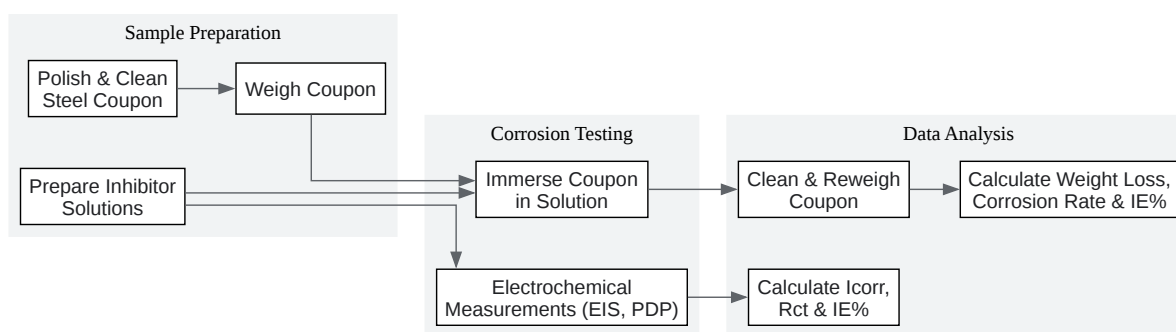 Sample Preparation
Polish & Clean
Steel Coupon
Weigh Coupon
Prepare Inhibitor
Solutions
Corrosion Testing
Immerse Coupon
in Solution
Electrochemical
Measurements (EIS, PDP)
Data Analysis
Clean & Reweigh
Coupon
Calculate Weight Loss,
Corrosion Rate & IE%
Calculate Icorr,
Rct & IE%